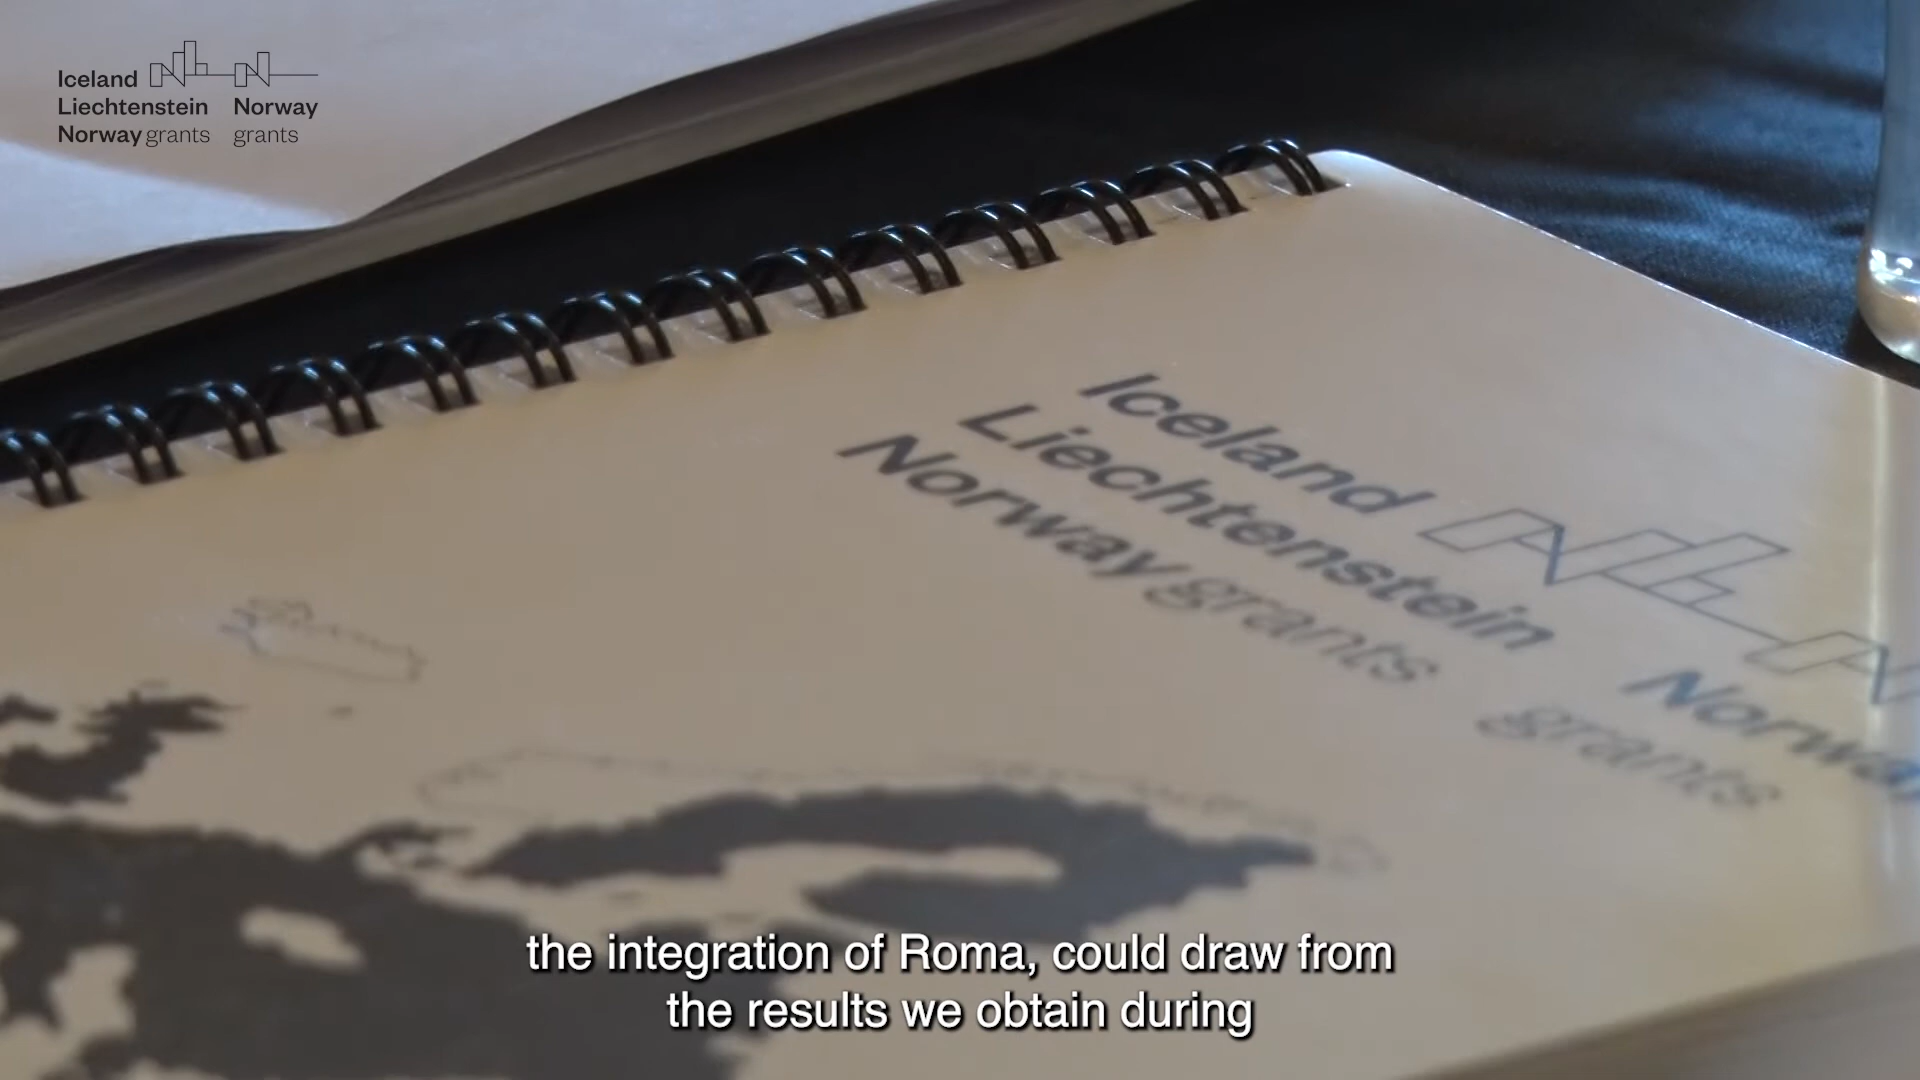 Iceland
Liechtenstein Norway
Norway grants grants
Iceland
Liechtenstein
Norway grants
Norway
grants
the integration of Roma, could draw from
the results we obtain during